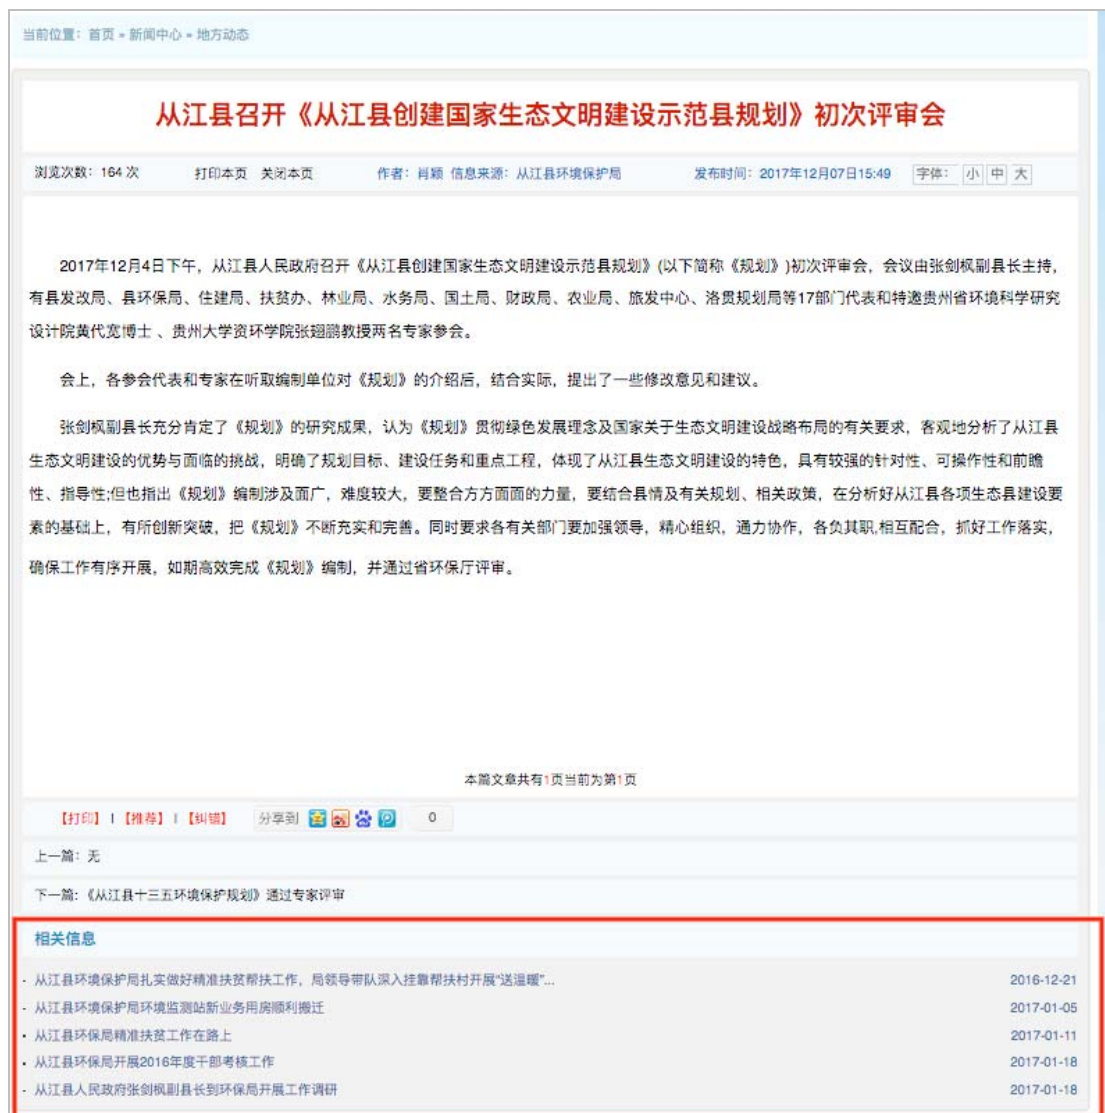 当前位置：首页 » 新闻中心 » 地方动态
从江县召开《从江县创建国家生态文明建设示范县规划》初次评审会
浏览次数：164 次 打印本页 关闭本页 作者：肖颖 信息来源：从江县环境保护局 发布时间：2017年12月07日15:49 字体： 小 中 大
2017年12月4日下午，从江县人民政府召开《从江县创建国家生态文明建设示范县规划》(以下简称《规划》)初次评审会，会议由张剑枫副县长主持，
有县发改局、县环保局、住建局、扶贫办、林业局、水务局、国土局、财政局、农业局、旅发中心、洛贯规划局等17部门代表和特邀贵州省环境科学研究
设计院黄代宽博士 、贵州大学资环学院张翅鹏教授两名专家参会。
会上，各参会代表和专家在听取编制单位对《规划》的介绍后，结合实际，提出了一些修改意见和建议。
张剑枫副县长充分肯定了《规划》的研究成果，认为《规划》贯彻绿色发展理念及国家关于生态文明建设战略布局的有关要求，客观地分析了从江县
生态文明建设的优势与面临的挑战，明确了规划目标、建设任务和重点工程，体现了从江县生态文明建设的特色，具有较强的针对性、可操作性和前瞻
性、指导性;但也指出《规划》编制涉及面广，难度较大，要整合方方面面的力量，要结合县情及有关规划、相关政策，在分析好从江县各项生态县建设要
素的基础上，有所创新突破，把《规划》不断充实和完善。同时要求各有关部门要加强领导，精心组织，通力协作，各负其职,相互配合，抓好工作落实，
确保工作有序开展，如期高效完成《规划》编制，并通过省环保厅评审。
本篇文章共有1页当前为第1页
【打印】 | 【推荐】 | 【纠错】 分享到 0
上一篇：无
下一篇:《从江县十三五环境保护规划》通过专家评审
相关信息
· 从江县环境保护局扎实做好精准扶贫帮扶工作，局领导带队深入挂靠帮扶村开展“送温暖”... 2016-12-21
· 从江县环境保护局环境监测站新业务用房顺利搬迁 2017-01-05
· 从江县环保局精准扶贫工作在路上 2017-01-11
· 从江县环保局开展2016年度干部考核工作 2017-01-18
· 从江县人民政府张剑枫副县长到环保局开展工作调研 2017-01-18